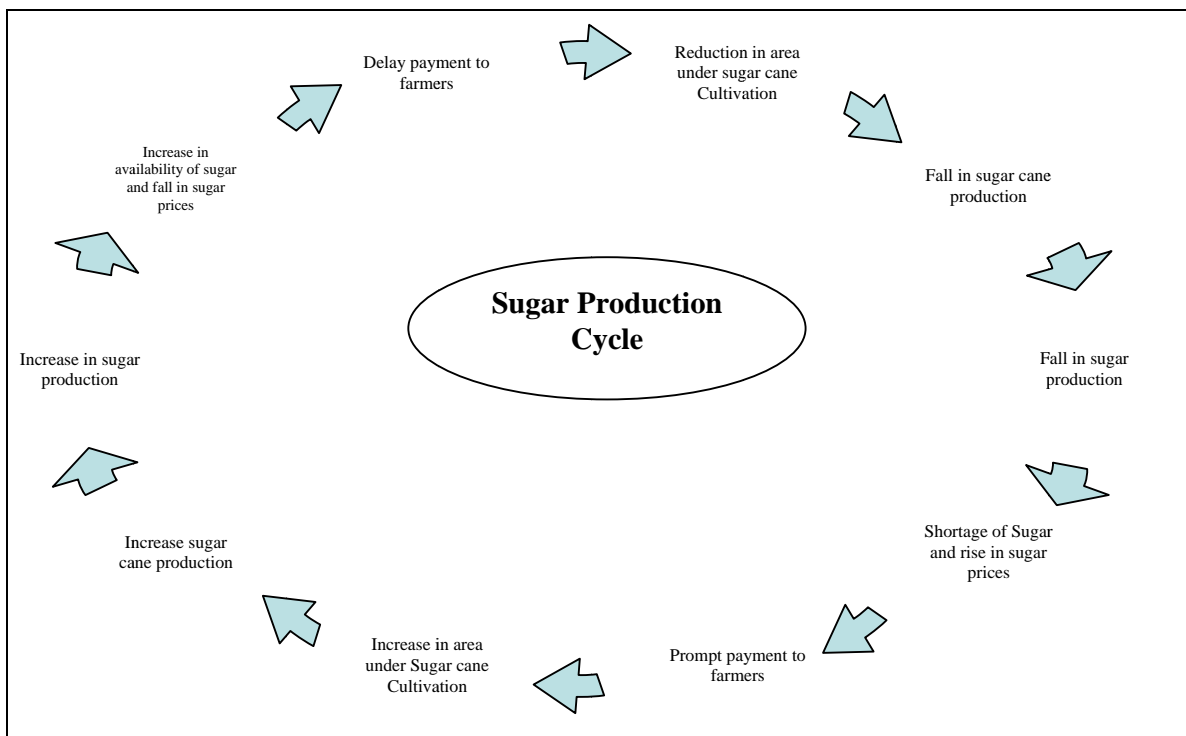 Delay payment to
farmers
Reduction in area
under sugar cane
Cultivation
Fall in sugar cane
production
Fall in sugar
production
Shortage of Sugar
and rise in sugar
prices
Prompt payment to
farmers
Increase in area
under Sugar cane
Cultivation
Increase sugar
cane production
Increase in sugar
production
Increase in
availability of sugar
and fall in sugar
prices
Sugar Production
Cycle